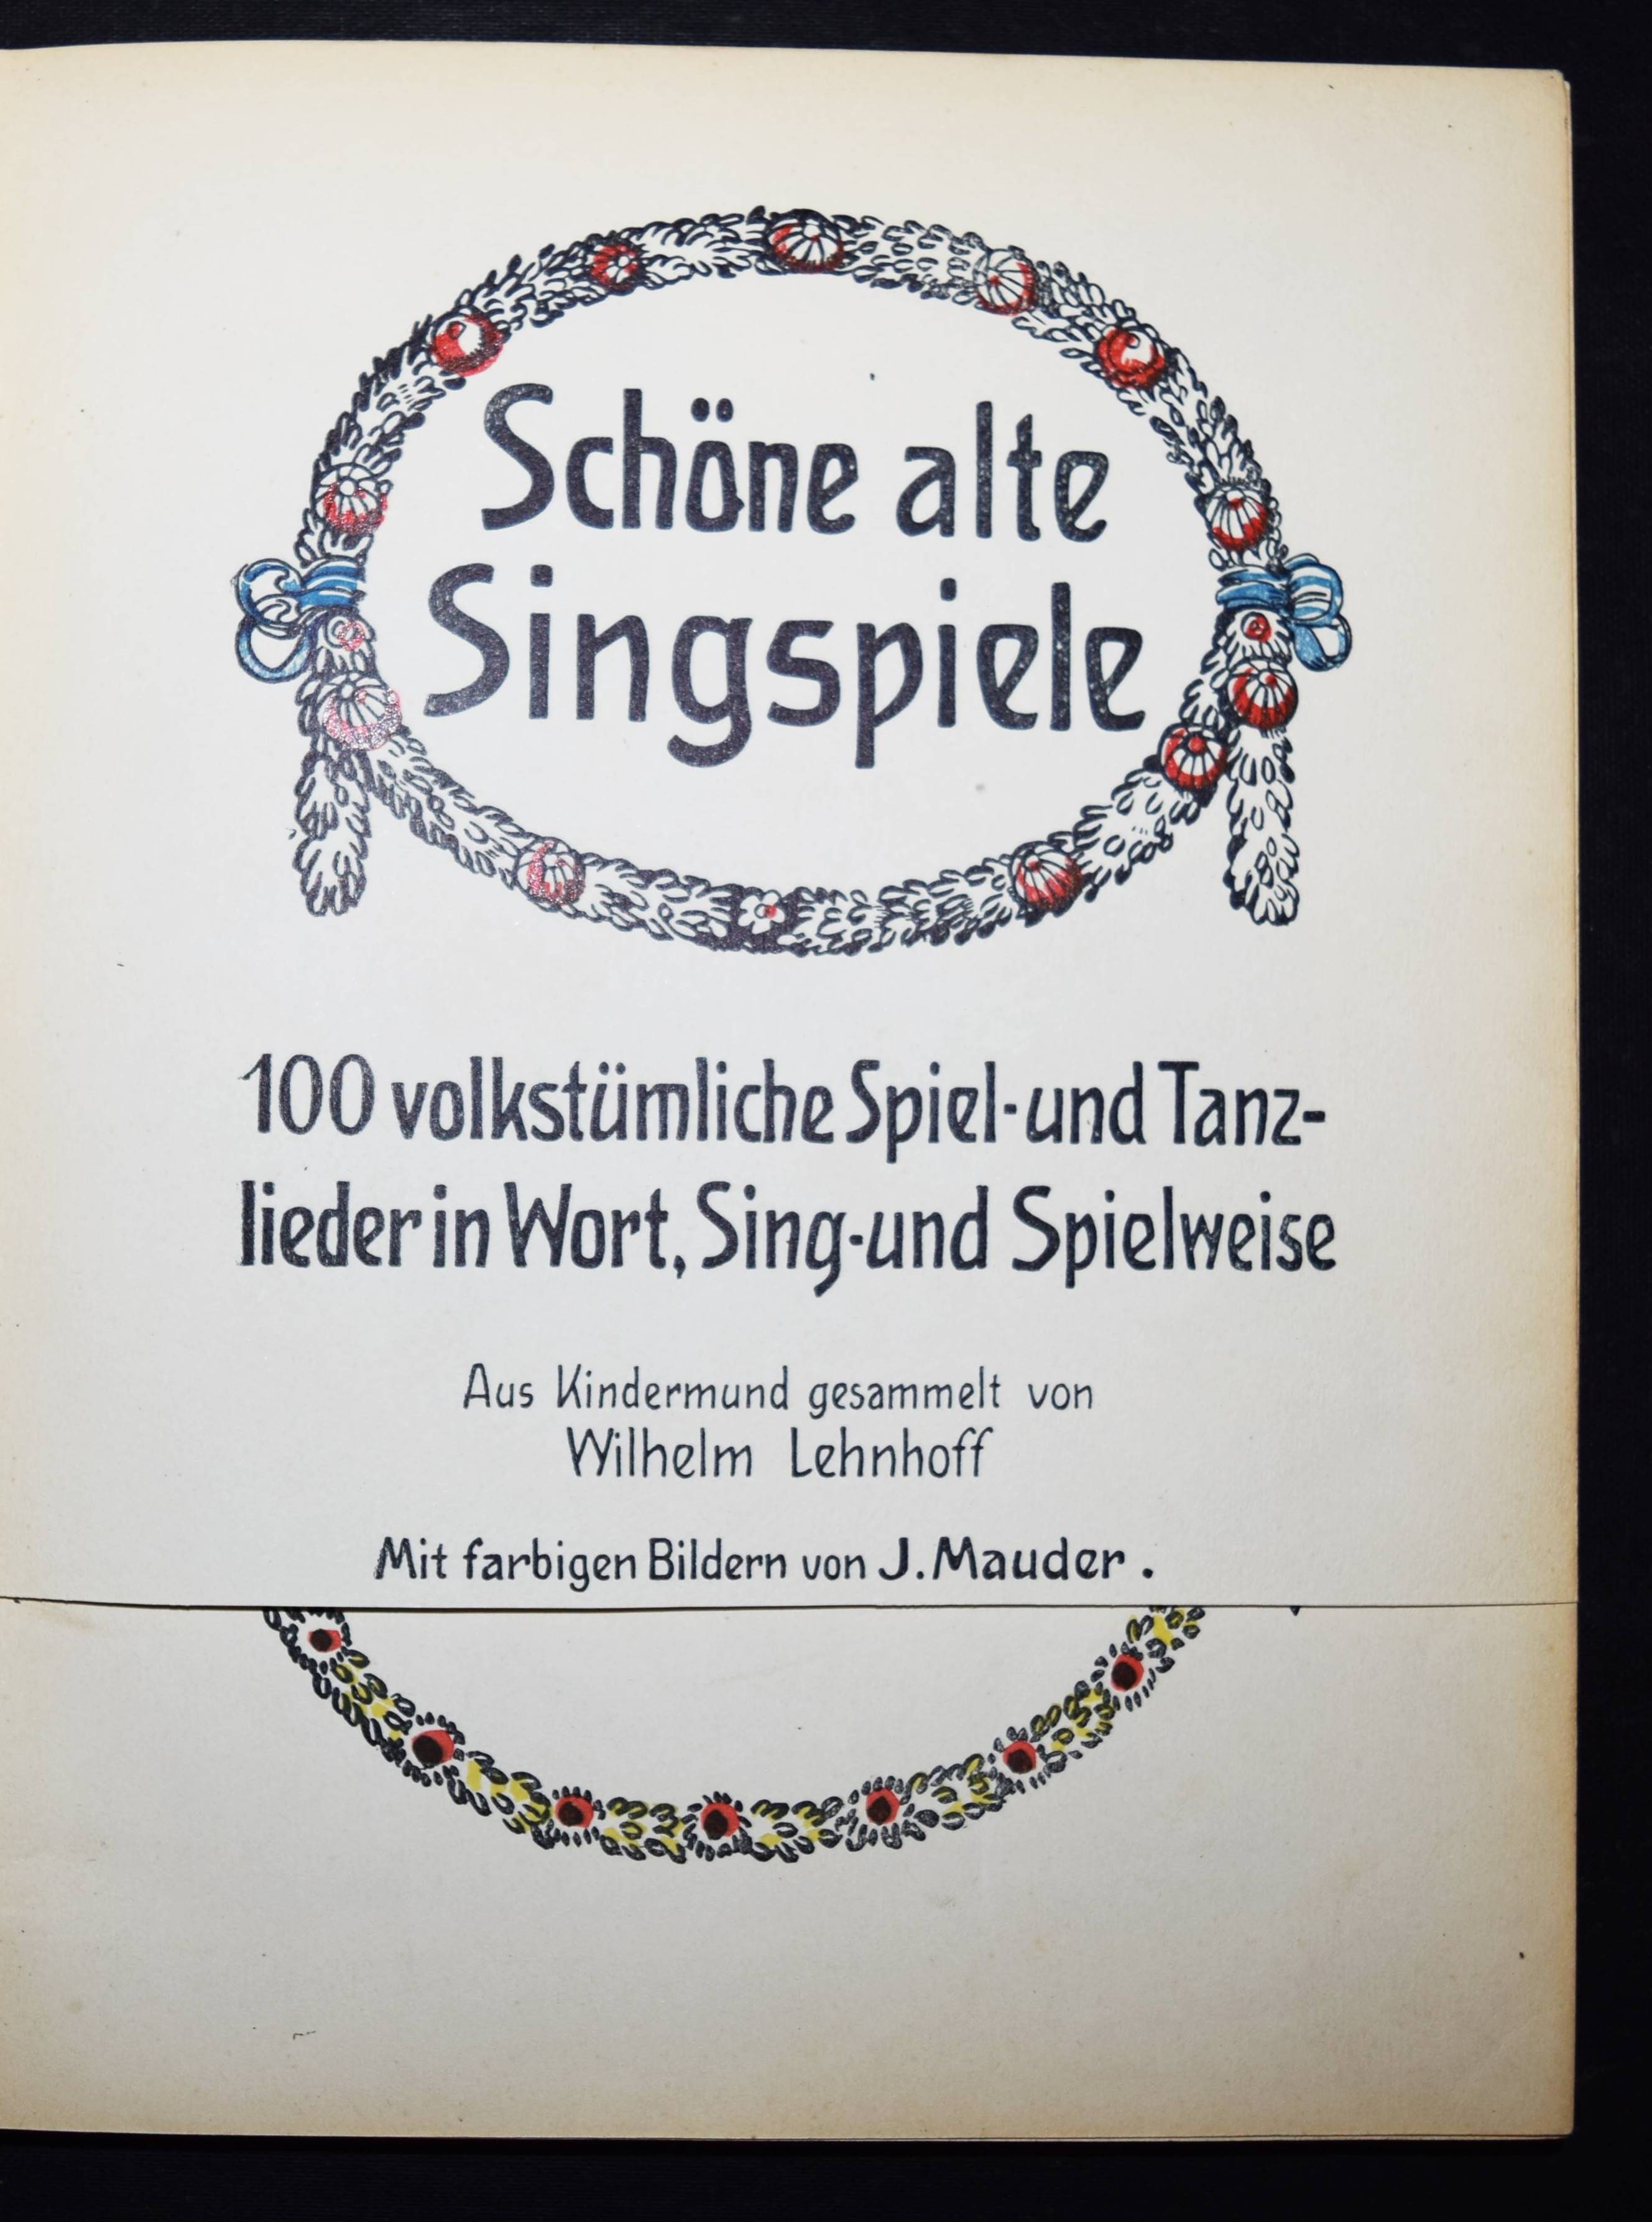 Schöne alte
Singspiele
100 volkstümliche Spiel-und Tanz-
lieder in Wort, Sing-und Spielweise
Aus Kindermund gesammelt von
Wilhelm Lehnhoff
Mit farbigen Bildern von J. Mauder.